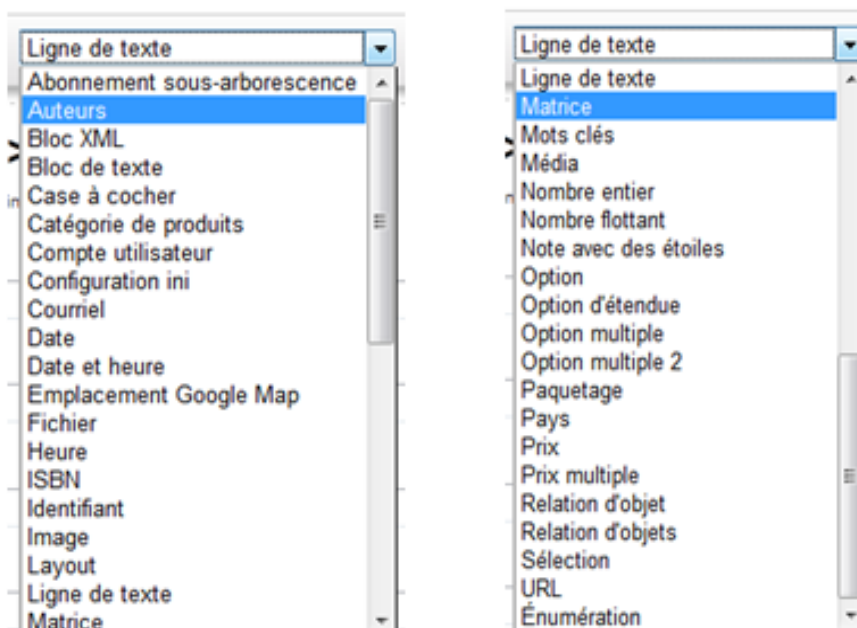 Ligne de texte
Abonnement sous-arborescence
Auteurs
Bloc XML
Bloc de texte
Case à cocher
Catégorie de produits
Compte utilisateur
Configuration ini
Courriel
Date
Date et heure
Emplacement Google Map
Fichier
Heure
ISBN
Identifiant
Image
Layout
Ligne de texte
Matrice
Ligne de texte
Ligne de texte
Matrice
Mots clés
Média
Nombre entier
Nombre flottant
Note avec des étoiles
Option
Option d'étendue
Option multiple
Option multiple 2
Paquetage
Pays
Prix
Prix multiple
Relation d'objet
Relation d'objets
Sélection
URL
Énumération